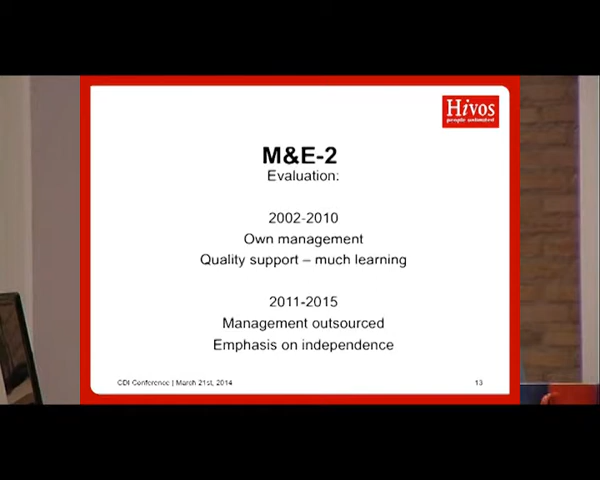 Hivos
people unlimited
M&E-2
Evaluation:
2002-2010
Own management
Quality support – much learning
2011-2015
Management outsourced
Emphasis on independence
CDI Conference | March 21st, 2014
13